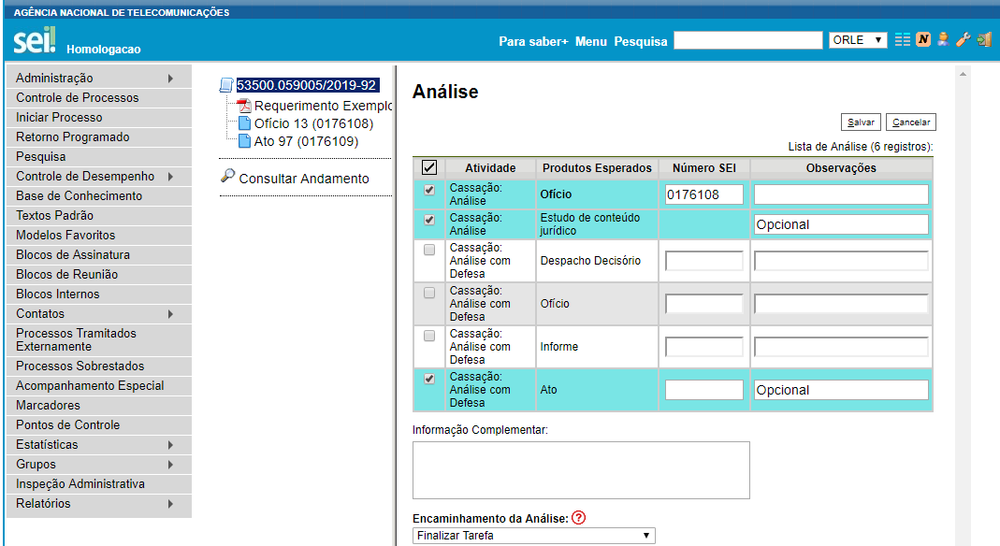 AGÊNCIA NACIONAL DE TELECOMUNICAÇÕES
sei!
Homologacao
Para saber+ Menu Pesquisa
ORLE
N
Administração
Controle de Processos
Iniciar Processo
Retorno Programado
Pesquisa
Controle de Desempenho
Base de Conhecimento
Textos Padrão
Modelos Favoritos
Blocos de Assinatura
Blocos de Reunião
Blocos Internos
Contatos
Processos Tramitados
Externamente
Processos Sobrestados
Acompanhamento Especial
Marcadores
Pontos de Controle
Estatísticas
Grupos
Inspeção Administrativa
Relatórios
53500.059005/2019-92
Requerimento Exemplo
Ofício 13 (0176108)
Ato 97 (0176109)
Consultar Andamento
Análise
Salvar Cancelar
Lista de Análise (6 registros):
Atividade Produtos Esperados Número SEI Observações
Cassação:
Análise
Ofício
0176108
Cassação:
Análise
Estudo de conteúdo
jurídico
Opcional
Cassação:
Análise com
Defesa
Despacho Decisório
Cassação:
Análise com
Defesa
Ofício
Cassação:
Análise com
Defesa
Informe
Cassação:
Análise com
Defesa
Ato
Opcional
Informação Complementar:
Encaminhamento da Análise: ?
Finalizar Tarefa